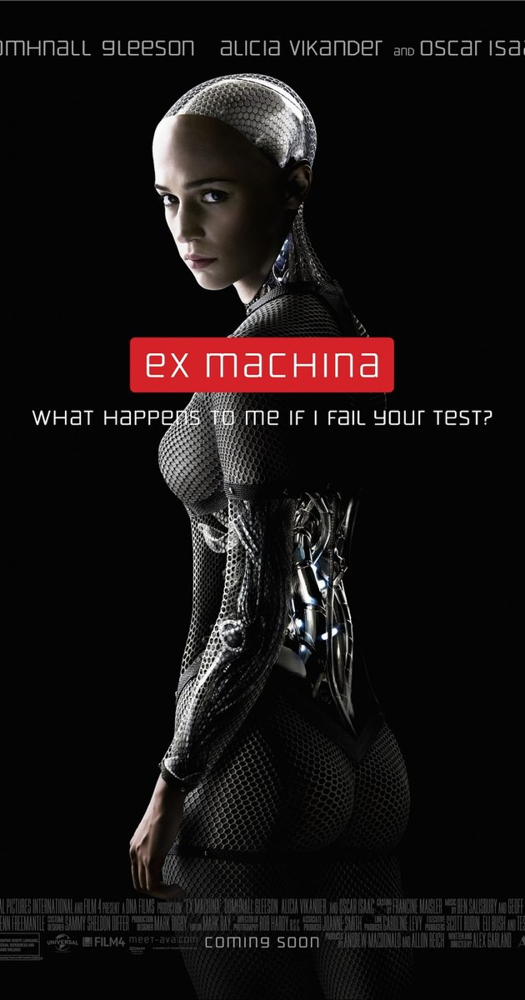 OMHNALL GLEESON ALICIA VIKANDER AND OSCAR ISAA
EX MACHINA
WHAT HAPPENS TO ME IF I FAIL YOUR TEST?
AL PICTURES INTERNATIONAL AND FILM 4 PRESENT A DNA FILMS PRODUCTION "EX MACHINA" DOMHNALL GLEESON ALICIA VIKANDER AND OSCAR ISAAC CASTING BY FRANCINE MAISLER MUSIC BY BEN SALISBURY AND GEOFF
ENN FREEMANTLE COSTUME DESIGNER SAMMY SHELDON DIFFER PRODUCTION DESIGNER MARK DIGBY EDITOR MARK DAY DIRECTOR OF PHOTOGRAPHY ROB HARDY B.S.C. ASSOCIATE PRODUCER JOANNE SMITH LINE PRODUCER CAROLINE LEVY EXECUTIVE PRODUCERS SCOTT RUDIN ELI BUSH AND TES
PRODUCED BY ANDREW MACDONALD AND ALLON REICH WRITTEN AND DIRECTED BY ALEX GARLAND
UNIVERSAL FILM4 meet-ava.com COMING SOON